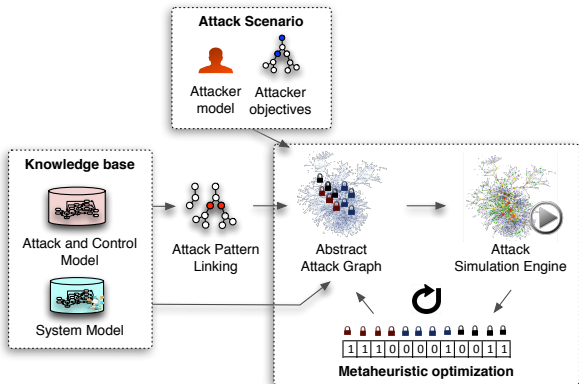 Attack Scenario
Attacker
model
Attacker
objectives
Knowledge base
Attack and Control
Model
System Model
Attack Pattern
Linking
Abstract
Attack Graph
Attack
Simulation Engine
1 1 1 0 0 0 1 0 0 1 1
Metaheuristic optimization